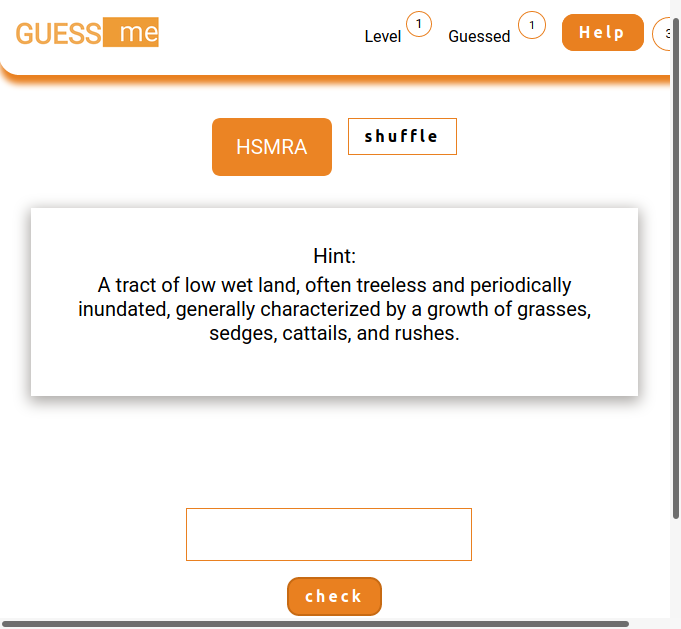 GUESS me
Level 1 Guessed 1 Help 3
HSMRA shuffle
Hint:
A tract of low wet land, often treeless and periodically
inundated, generally characterized by a growth of grasses,
sedges, cattails, and rushes.
check